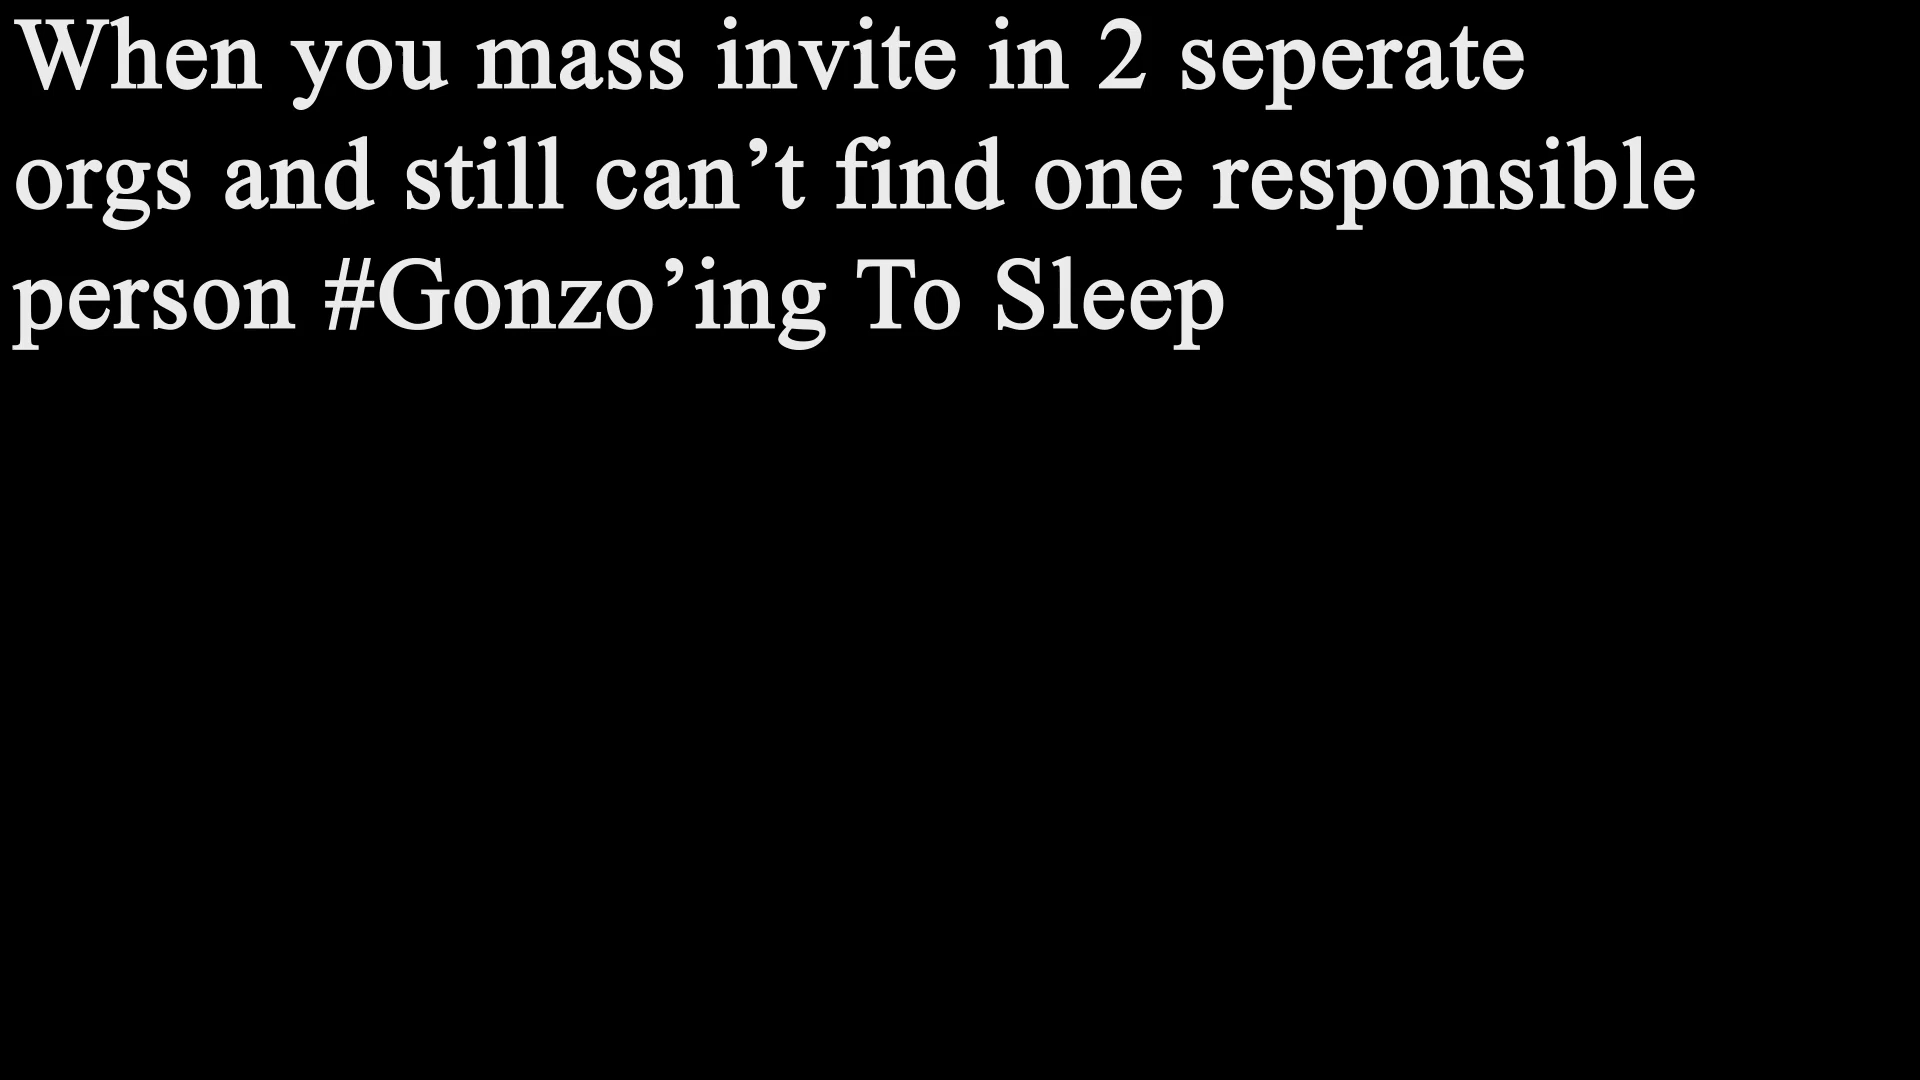 When you mass invite in 2 seperate
orgs and still can’t find one responsible
person #Gonzo’ing To Sleep